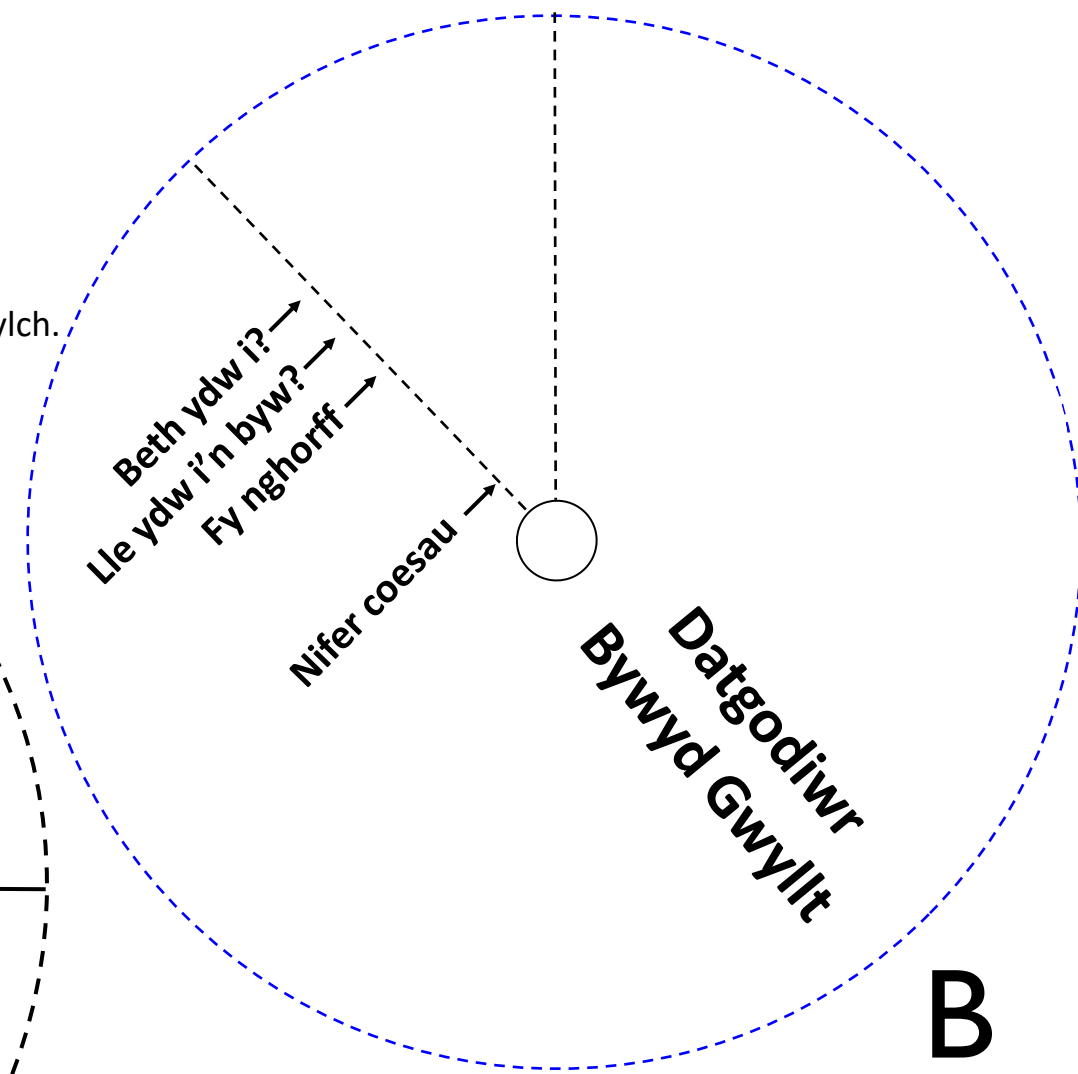 ylch.
Beth ydw i?
Lle ydw i’n byw?
Fy nghorff
Nifer coesau
Datgodiwr
Bywyd Gwyllt
B